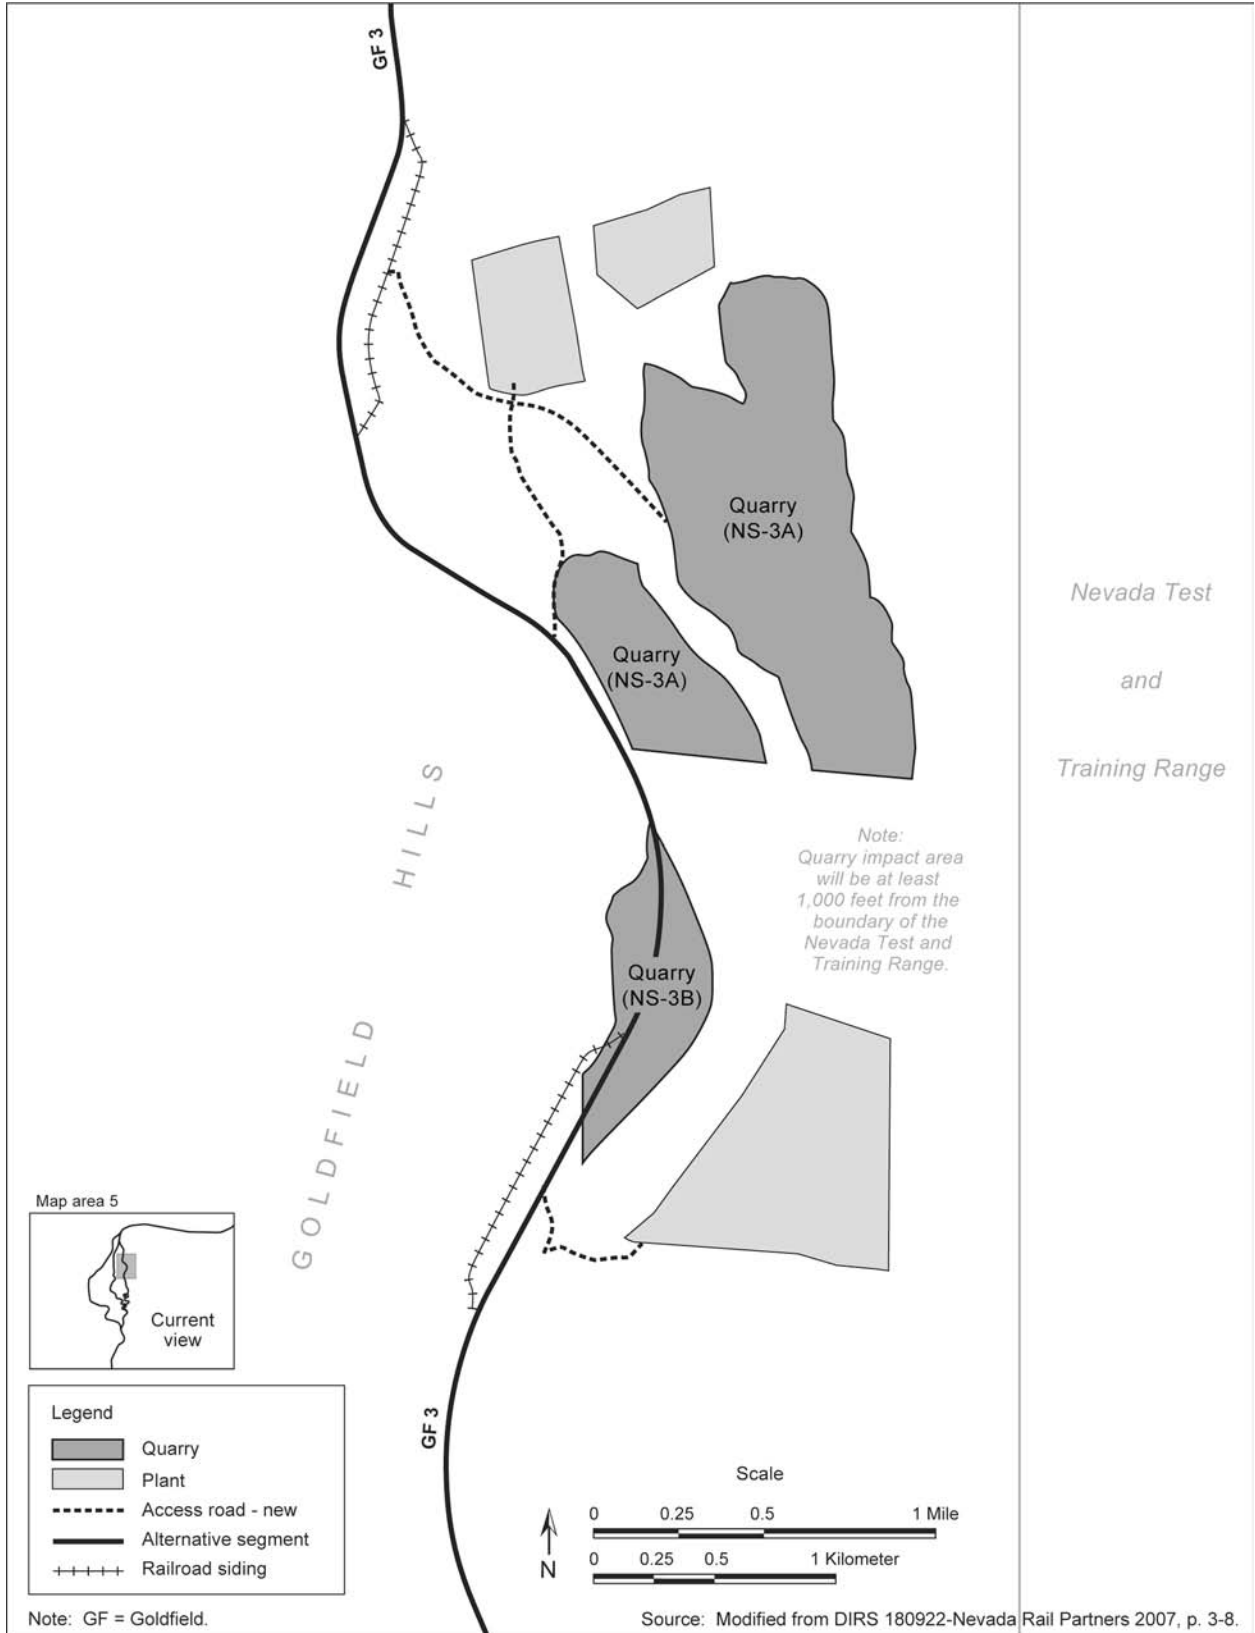 GF 3
Quarry
(NS-3A)
Nevada Test
and
Training Range
Quarry
(NS-3A)
GOLDFIELD HILLS
Note:
Quarry impact area
will be at least
1,000 feet from the
boundary of the
Nevada Test and
Training Range.
Quarry
(NS-3B)
Map area 5
Current
view
GF 3
Legend
Quarry
Plant
Access road - new
Alternative segment
Railroad siding
Scale
0 0.25 0.5 1 Mile
0 0.25 0.5 1 Kilometer
N
Note: GF = Goldfield.
Source: Modified from DIRS 180922-Nevada Rail Partners 2007, p. 3-8.